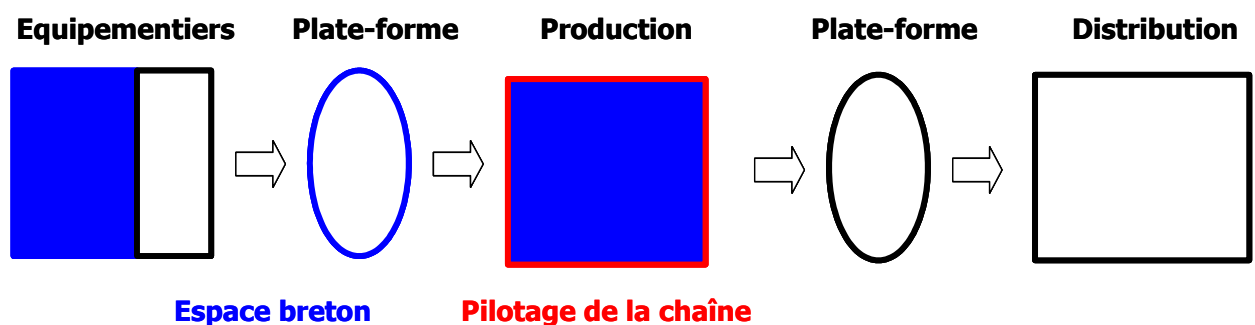 Equipementiers Plate-forme Production Plate-forme Distribution
Espace breton Pilotage de la chaîne